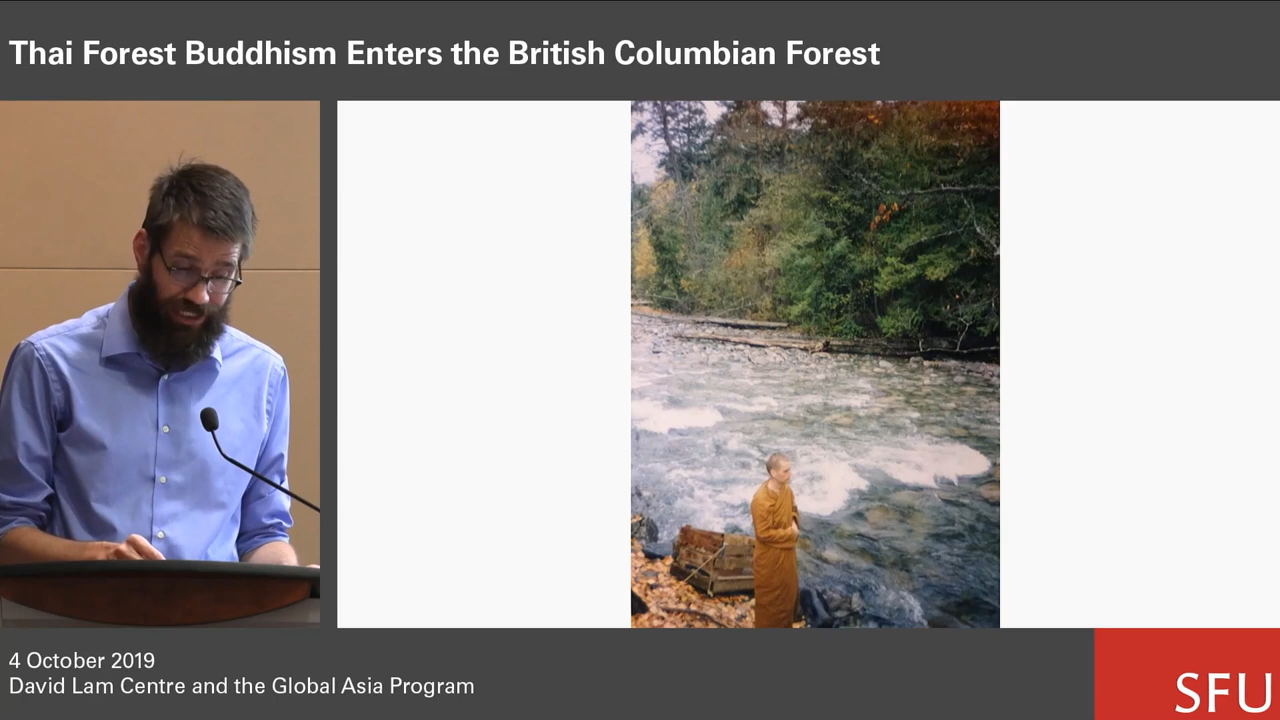 Thai Forest Buddhism Enters the British Columbian Forest
4 October 2019
David Lam Centre and the Global Asia Program
SFU